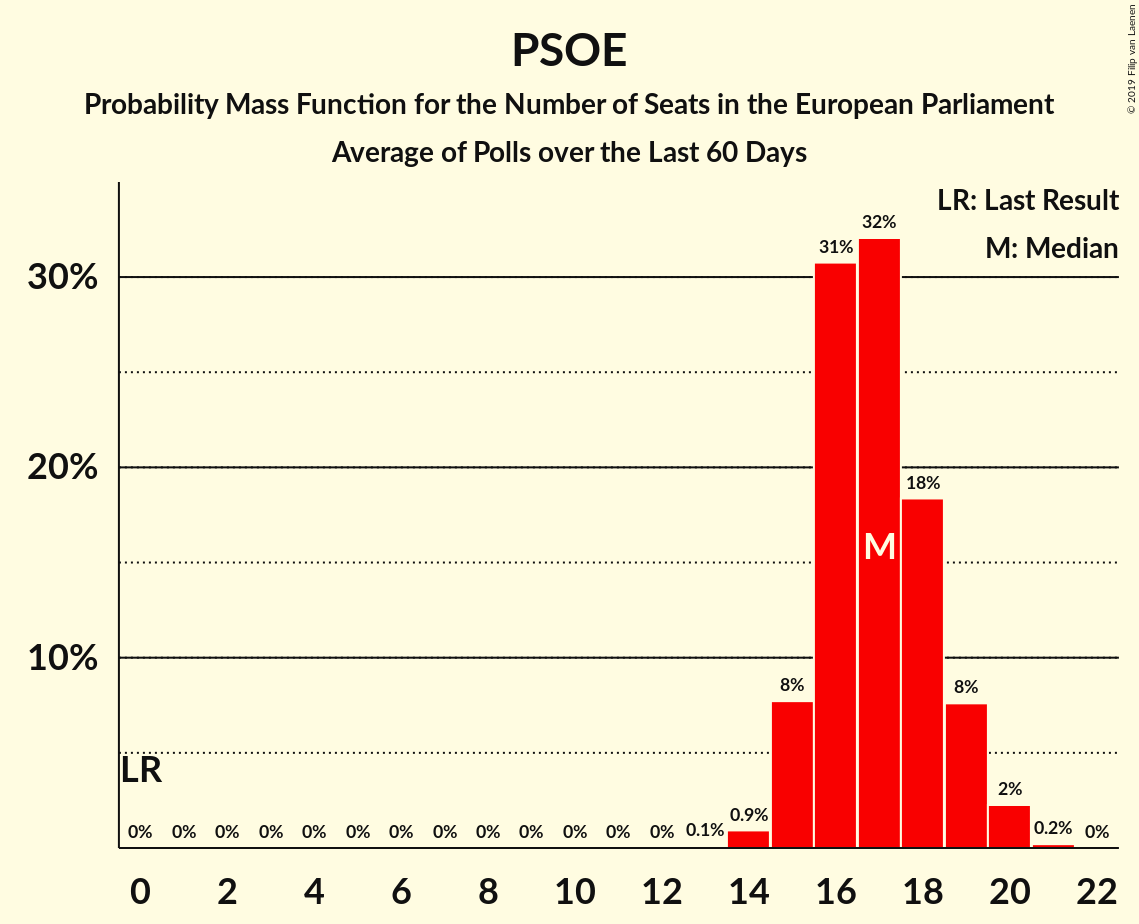 PSOE
Probability Mass Function for the Number of Seats in the European Parliament
Average of Polls over the Last 60 Days
© 2019 Filip van Laenen
LR: Last Result
M: Median
30%
20%
10%
0% 0% 0% 0% 0% 0% 0% 0% 0% 0% 0% 0% 0% 0.1% 0.9% 8% 31% 32% 18% 8% 2% 0.2% 0%
M
LR
0 2 4 6 8 10 12 14 16 18 20 22